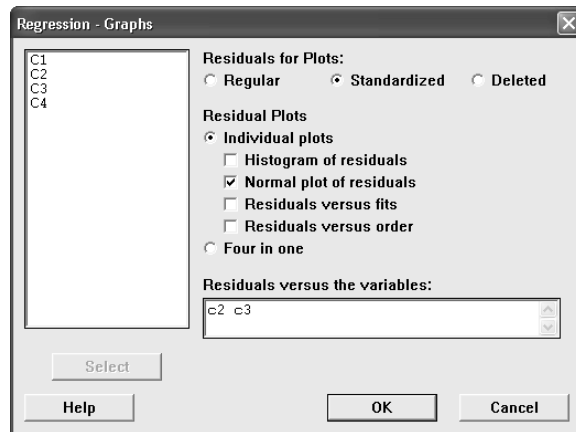 Regression - Graphs
C1
C2
C3
C4
Residuals for Plots:
Regular Standardized Deleted
Residual Plots
Individual plots
Histogram of residuals
Normal plot of residuals
Residuals versus fits
Residuals versus order
Four in one
Residuals versus the variables:
c2 c3
Select
Help OK Cancel